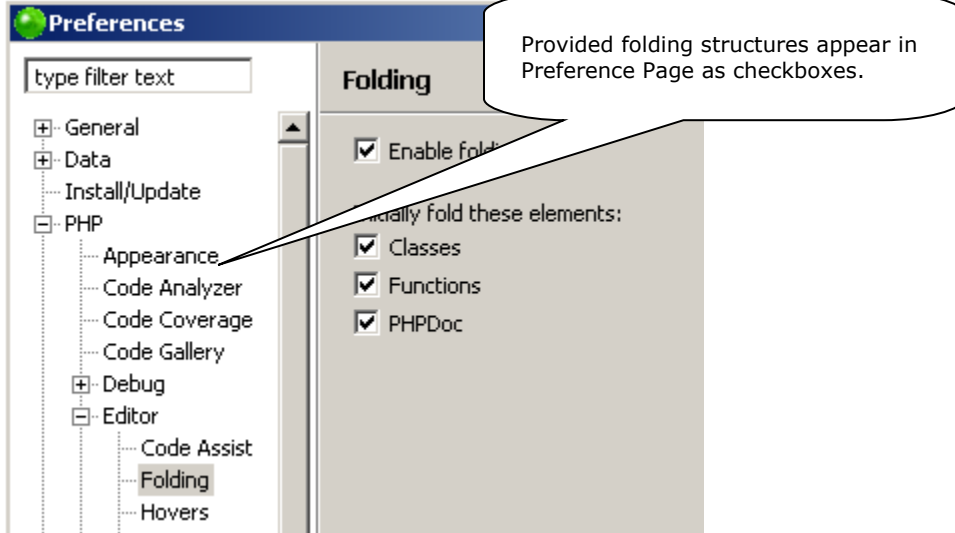 Preferences
Provided folding structures appear in
Preference Page as checkboxes.
type filter text
General
Data
Install/Update
PHP
Appearance
Code Analyzer
Code Coverage
Code Gallery
Debug
Editor
Code Assist
Folding
Hovers
Folding
Enable
these elements:
Classes
Functions
PHPDoc